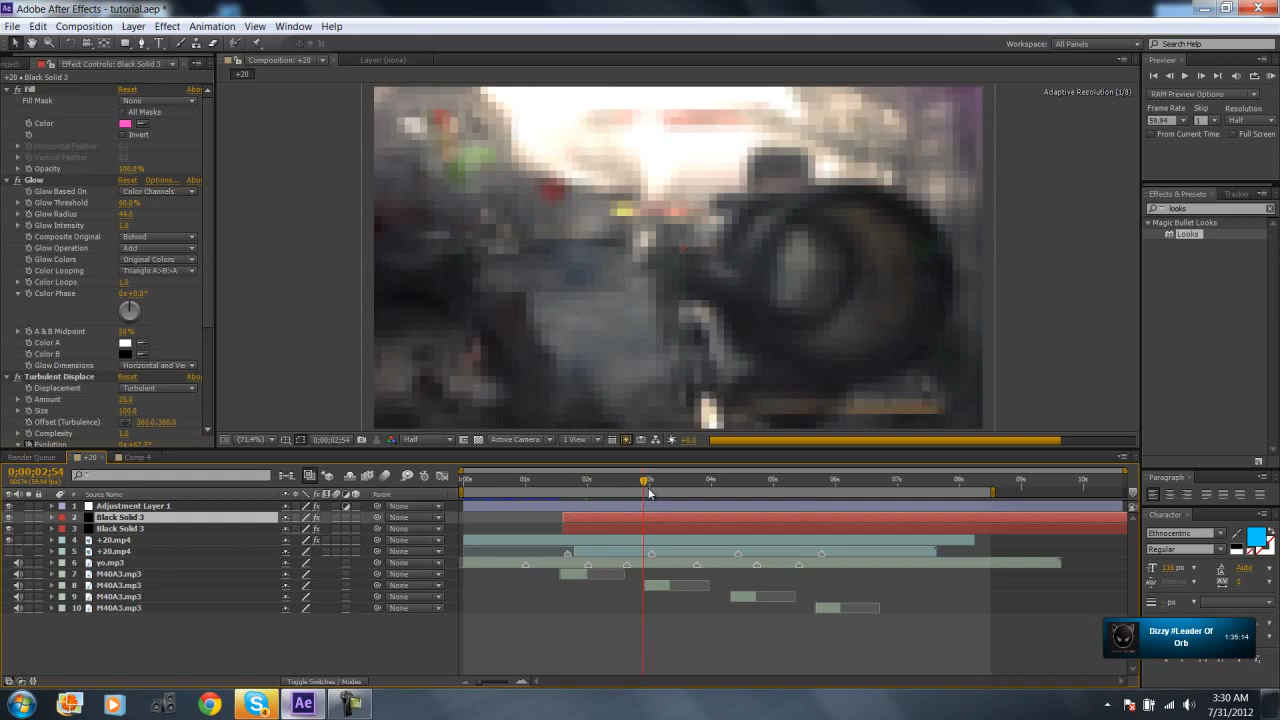 Adobe After Effects - tutorial.aep *
File Edit Composition Layer Effect Animation View Window Help
Workspace: All Panels
Search Help
roject Effect Controls: Black Solid 3
+20 • Black Solid 3
Fill Reset Abou
Fill Mask None
All Masks
Color
Invert
Horizontal Feather 0.0
Vertical Feather 0.0
Opacity 100.0%
Glow Reset Options... Abou
Glow Based On Color Channels
Glow Threshold 60.0%
Glow Radius 44.0
Glow Intensity 1.0
Composite Original Behind
Glow Operation Add
Glow Colors Original Colors
Color Looping Triangle A>B>A
Color Loops 1.0
Color Phase 0x+0.0°
A & B Midpoint 50%
Color A
Color B
Glow Dimensions Horizontal and Ver
Turbulent Displace Reset Abou
Displacement Turbulent
Amount 25.0
Size 100.0
Offset (Turbulence) 360.0,360.0
Complexity 1.0
Evolution 0x+62.7°
Composition: +20 Layer: (none)
+20
Adaptive Resolution (1/8)
(71.4%) 0;00;02;54 Half Active Camera 1 View +0.0
Preview
RAM Preview Options
Frame Rate Skip Resolution
59.94 1 Half
From Current Time Full Screen
Effects & Presets Tracker
looks
Magic Bullet Looks
Looks
Render Queue +20 Comp 4
0;00;02;54
00174 (59.94 fps)
:00s 01s 02s 03s 04s 05s 06s 07s 08s 09s 10s
# Source Name Parent
1 Adjustment Layer 1 None
2 Black Solid 3 None
3 Black Solid 3 None
4 +20.mp4 None
5 +20.mp4 None
6 yo.mp3 None
7 M40A3.mp3 None
8 M40A3.mp3 None
9 M40A3.mp3 None
10 M40A3.mp3 None
Toggle Switches / Modes
Paragraph
Character
Ethnocentric
Regular
116 px Auto
Metrics 0
- px
Dizzy #Leader Of Orb
1:35:14
4
Ae
3:30 AM
7/31/2012